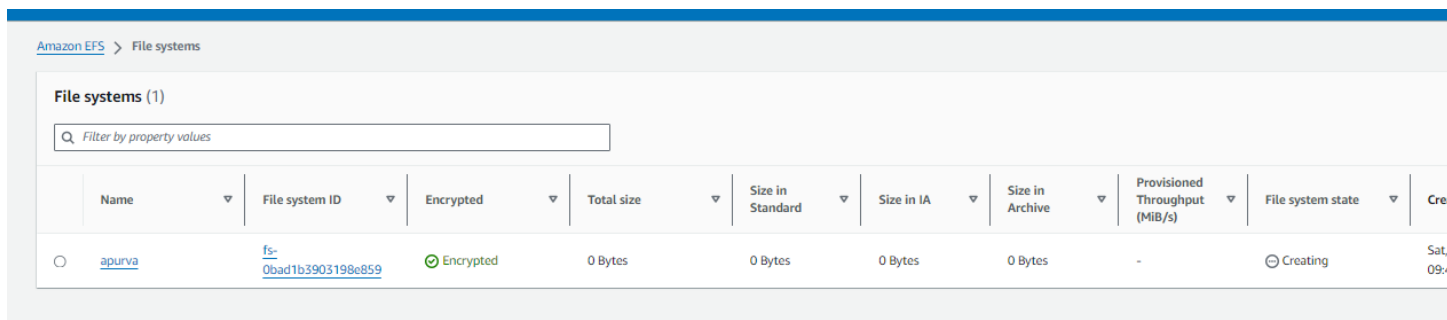 Amazon EFS > File systems
File systems (1)
Filter by property values
Name File system ID Encrypted Total size Size in Standard Size in IA Size in Archive Provisioned Throughput (MiB/s) File system state
apurva fs-0bad1b3903198e859 Encrypted 0 Bytes 0 Bytes 0 Bytes 0 Bytes - Creating Sat,